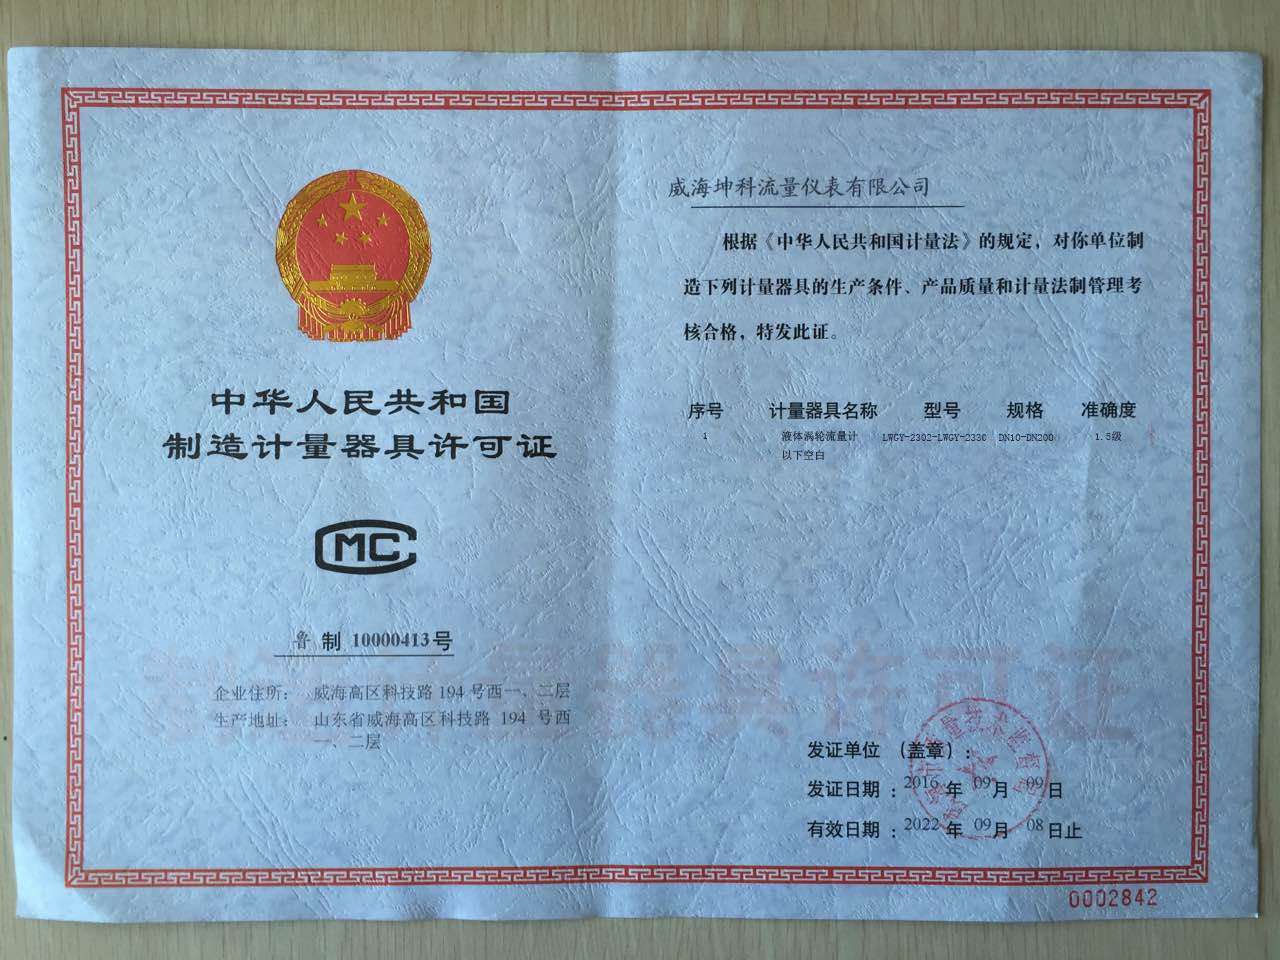 中华人民共和国
制造计量器具许可证
CMC
鲁 制 10000413号
企业住所: 威海高区科技路 194 号西一、二层
生产地址: 山东省威海高区科技路 194 号西
一、二层
威海坤科流量仪表有限公司
根据《中华人民共和国计量法》的规定，对你单位制
造下列计量器具的生产条件、产品质量和计量法制管理考
核合格，特发此证。
序号 计量器具名称 型号 规格 准确度
1 液体涡轮流量计 LWGY-2302-LWGY-2330 DN10-DN200 1.5级
以下空白
发证单位 （盖章）:
发证日期 : 2016 年 09 月 09 日
有效日期 : 2022 年 09 月 08 日止
0002842